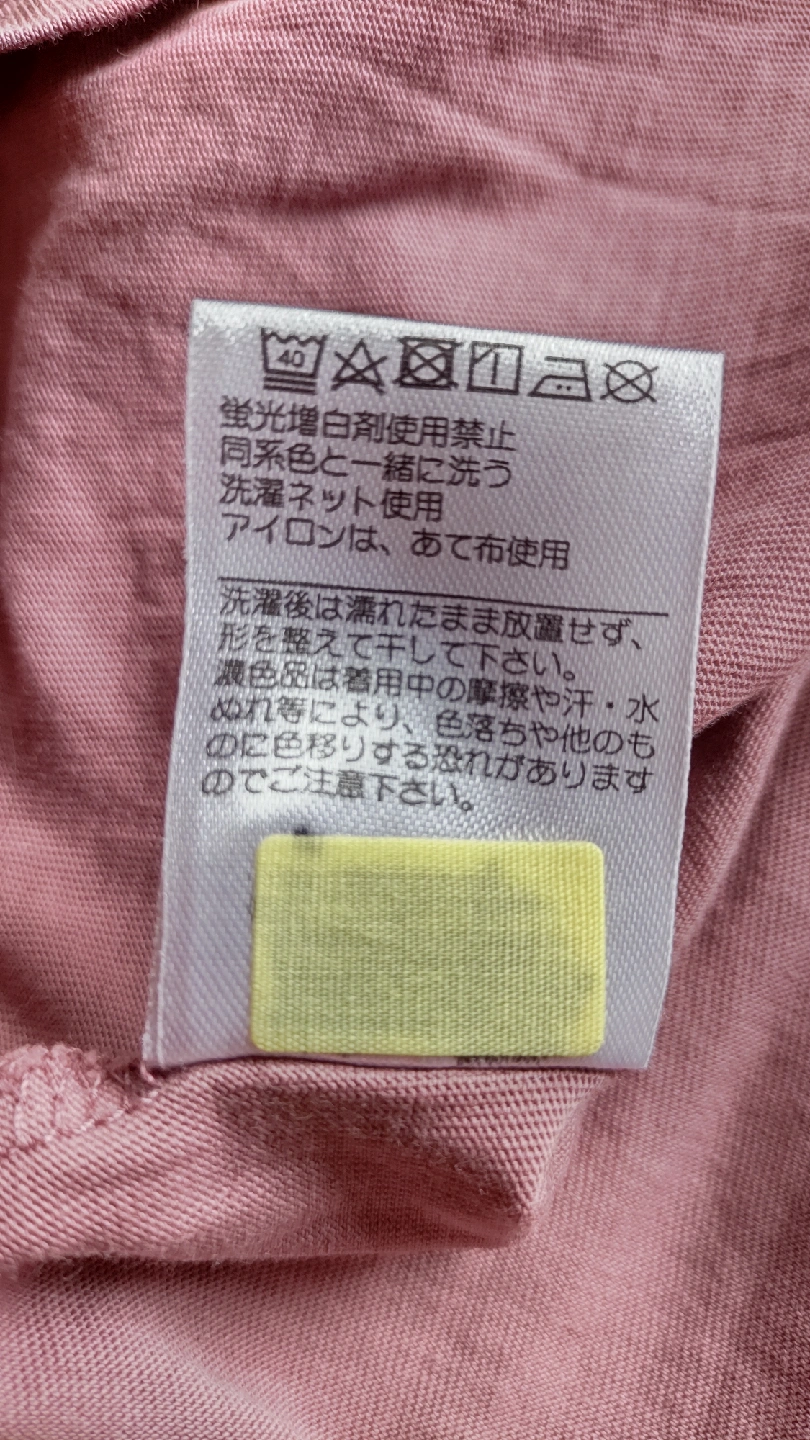 40
蛍光増白剤使用禁止
同系色と一緒に洗う
洗濯ネット使用
アイロンは、あて布使用
洗濯後は濡れたまま放置せず、
形を整えて干して下さい。
濃色品は着用中の摩擦や汗・水
ぬれ等により、色落ちや他のも
のに色移りする恐れがあります
のでご注意下さい。